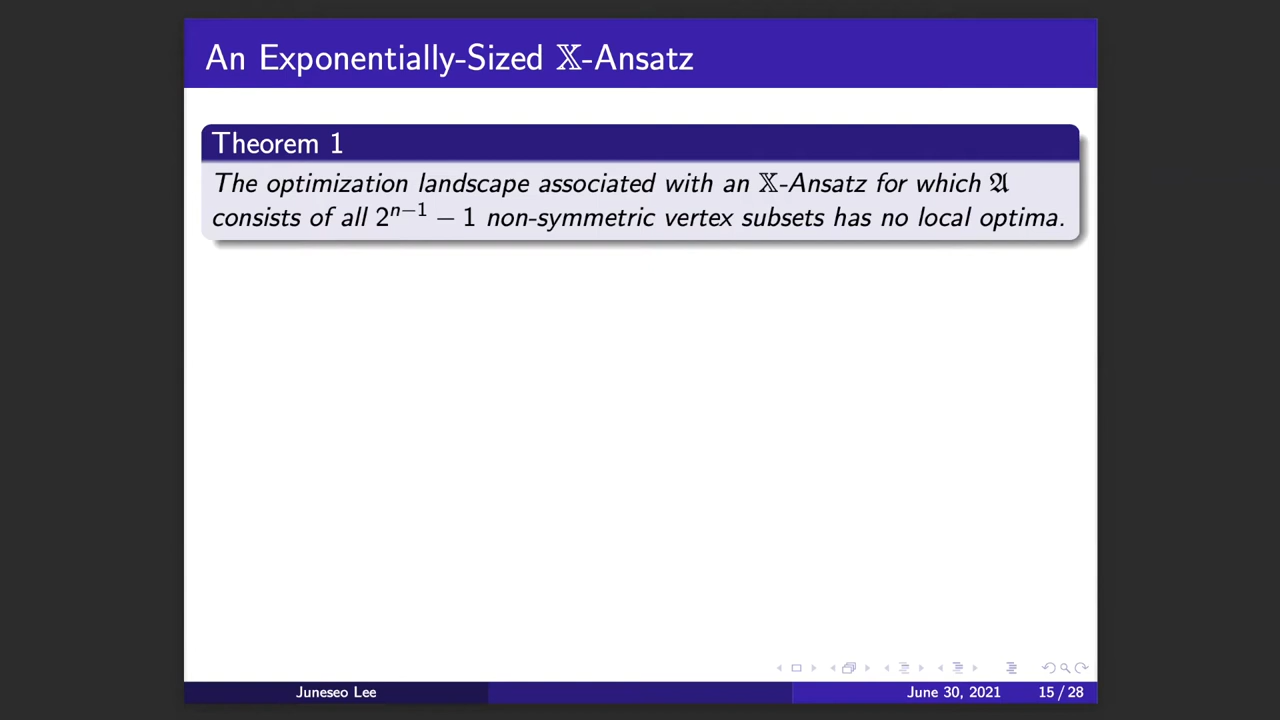 An Exponentially-Sized 𝕏-Ansatz
Theorem 1
The optimization landscape associated with an 𝕏-Ansatz for which 𝔄
consists of all 2ⁿ⁻¹ − 1 non-symmetric vertex subsets has no local optima.
Juneseo Lee June 30, 2021 15 / 28